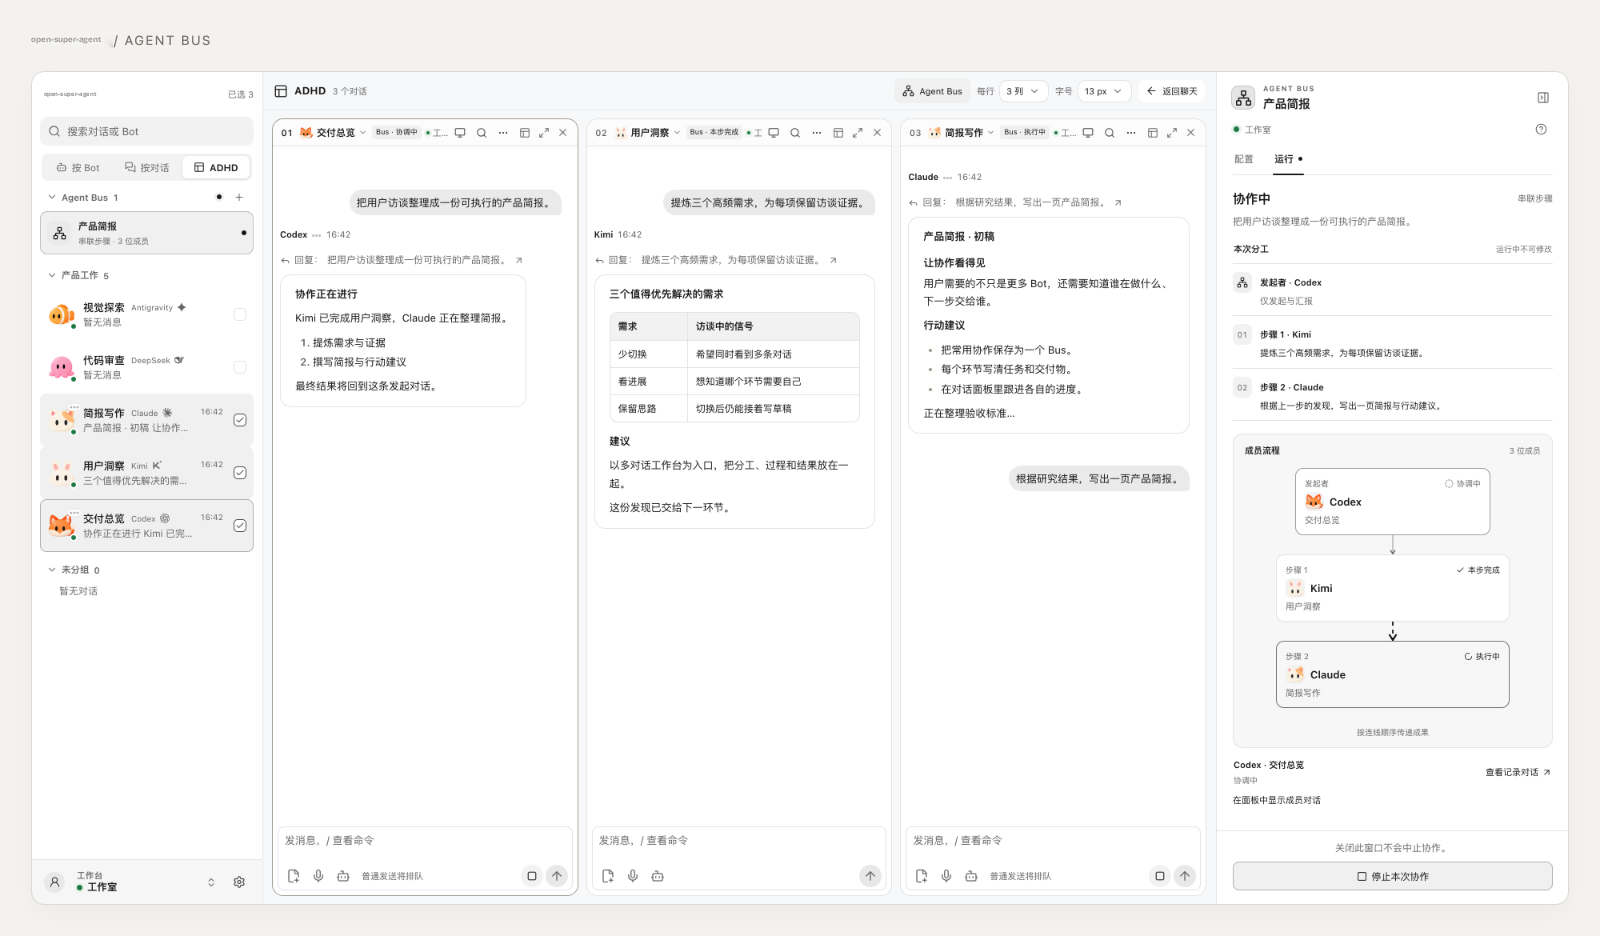 open-super-agent / AGENT BUS
open-super-agent
已选 3
搜索对话或 Bot
按 Bot
按对话
ADHD
Agent Bus 1
产品简报
串联步骤 · 3 位成员
产品工作 5
视觉探索 Antigravity
暂无消息
代码审查 DeepSeek
暂无消息
简报写作 Claude 16:42
产品简报 · 初稿 让协作...
用户洞察 Kimi 16:42
三个值得优先解决的需...
交付总览 Codex 16:42
协作正在进行 Kimi 已完...
未分组 0
暂无对话
工作台
工作室
ADHD 3 个对话
Agent Bus
每行
3 列
字号
13 px
返回聊天
01 交付总览 Bus · 协调中 工...
把用户访谈整理成一份可执行的产品简报。
Codex 16:42
回复： 把用户访谈整理成一份可执行的产品简报。
协作正在进行
Kimi 已完成用户洞察，Claude 正在整理简报。
1. 提炼需求与证据
2. 撰写简报与行动建议
最终结果将回到这条发起对话。
发消息，/ 查看命令
普通发送将排队
02 用户洞察 Bus · 本步完成 工
提炼三个高频需求，为每项保留访谈证据。
Kimi 16:42
回复： 提炼三个高频需求，为每项保留访谈证据。
三个值得优先解决的需求
需求 访谈中的信号
少切换 希望同时看到多条对话
看进展 想知道哪个环节需要自己
保留思路 切换后仍能接着写草稿
建议
以多对话工作台为入口，把分工、过程和结果放在一
起。
这份发现已交给下一环节。
发消息，/ 查看命令
03 简报写作 Bus · 执行中 工...
Claude 16:42
回复： 根据研究结果，写出一页产品简报。
产品简报 · 初稿
让协作看得见
用户需要的不只是更多 Bot，还需要知道谁在做什么、
下一步交给谁。
行动建议
• 把常用协作保存为一个 Bus。
• 每个环节写清任务和交付物。
• 在对话面板里跟进各自的进度。
正在整理验收标准...
根据研究结果，写出一页产品简报。
发消息，/ 查看命令
普通发送将排队
AGENT BUS
产品简报
工作室
配置
运行
协作中 串联步骤
把用户访谈整理成一份可执行的产品简报。
本次分工 运行中不可修改
发起者 · Codex
仅发起与汇报
01 步骤 1 · Kimi
提炼三个高频需求，为每项保留访谈证据。
02 步骤 2 · Claude
根据上一步的发现，写出一页简报与行动建议。
成员流程 3 位成员
发起者 协调中
Codex
交付总览
步骤 1 本步完成
Kimi
用户洞察
步骤 2 执行中
Claude
简报写作
按连线顺序传递成果
Codex · 交付总览
协调中
查看记录对话
在面板中显示成员对话
关闭此窗口不会中止协作。
停止本次协作